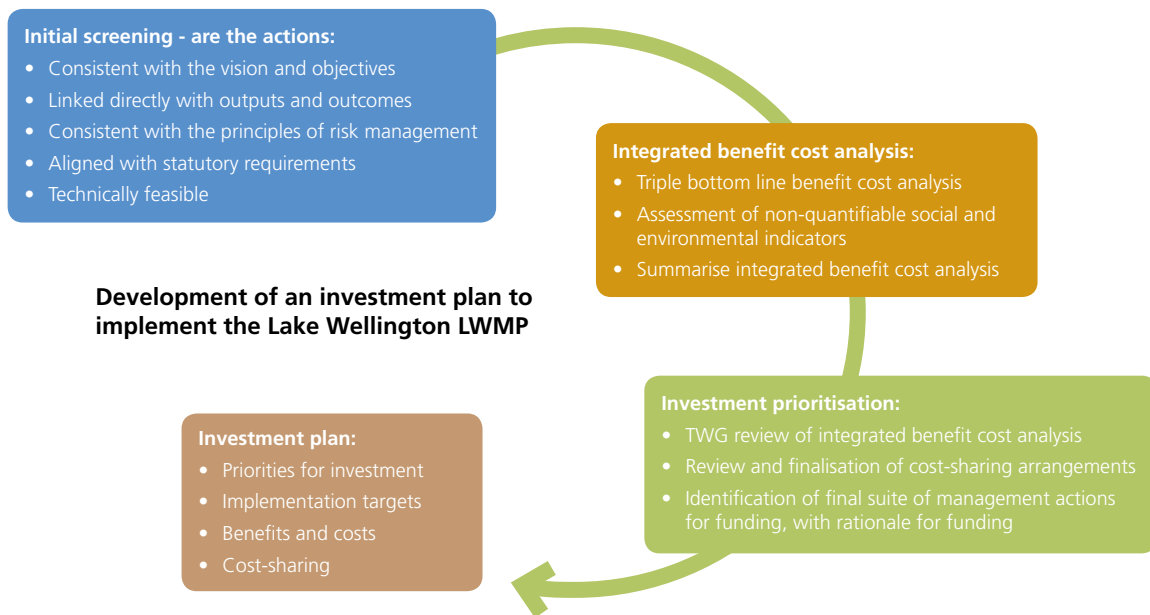 Initial screening - are the actions:
• Consistent with the vision and objectives
• Linked directly with outputs and outcomes
• Consistent with the principles of risk management
• Aligned with statutory requirements
• Technically feasible
Integrated benefit cost analysis:
• Triple bottom line benefit cost analysis
• Assessment of non-quantifiable social and
environmental indicators
• Summarise integrated benefit cost analysis
Development of an investment plan to
implement the Lake Wellington LWMP
Investment prioritisation:
• TWG review of integrated benefit cost analysis
• Review and finalisation of cost-sharing arrangements
• Identification of final suite of management actions
for funding, with rationale for funding
Investment plan:
• Priorities for investment
• Implementation targets
• Benefits and costs
• Cost-sharing